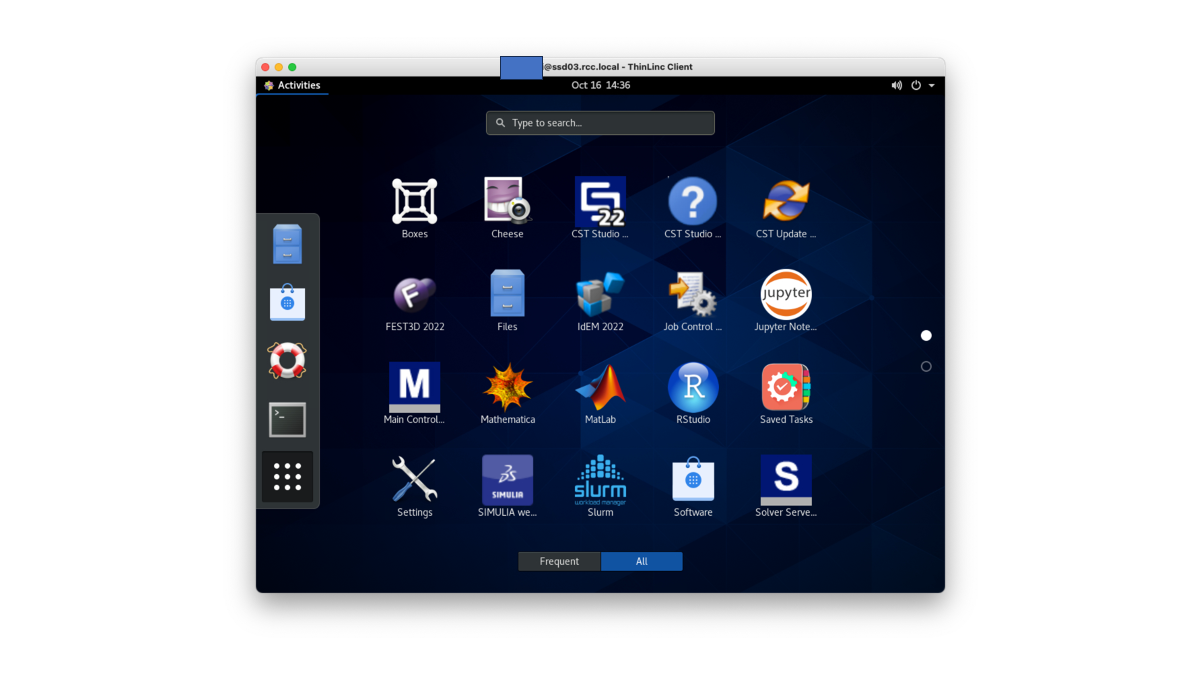 @ssd03.rcc.local - ThinLinc Client
Activities
Oct 16 14:36
Type to search...
Boxes
Cheese
22
CST Studio ...
?
CST Studio ...
CST Update ...
F
FEST3D 2022
Files
IdEM 2022
Job Control ...
jupyter
Jupyter Note...
M
Main Control...
Mathematica
MatLab
R
RStudio
Saved Tasks
>_
Settings
3S
SIMULIA
SIMULIA we...
slurm
workload manager
Slurm
Software
S
Solver Serve...
Frequent
All